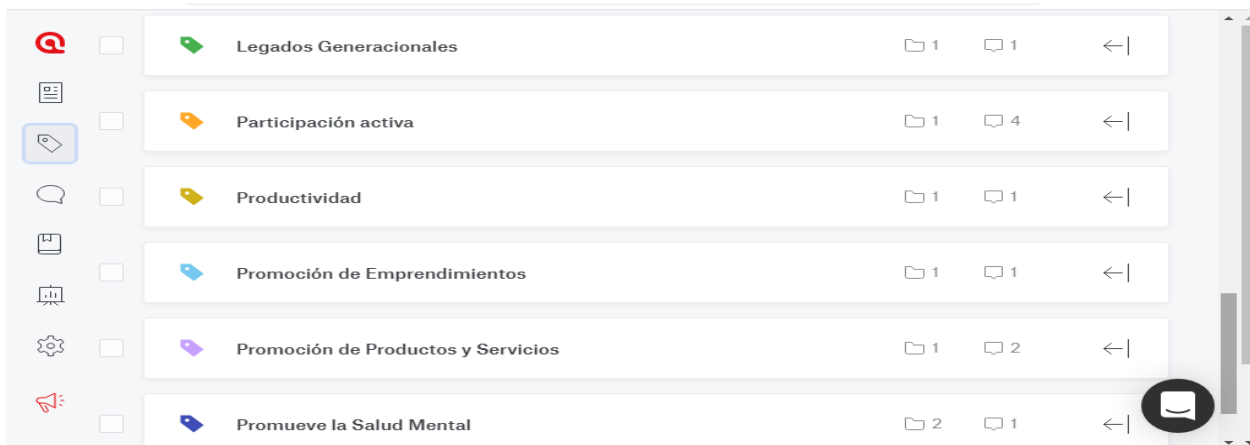 Legados Generacionales 1 1
Participación activa 1 4
Productividad 1 1
Promoción de Emprendimientos 1 1
Promoción de Productos y Servicios 1 2
Promueve la Salud Mental 2 1